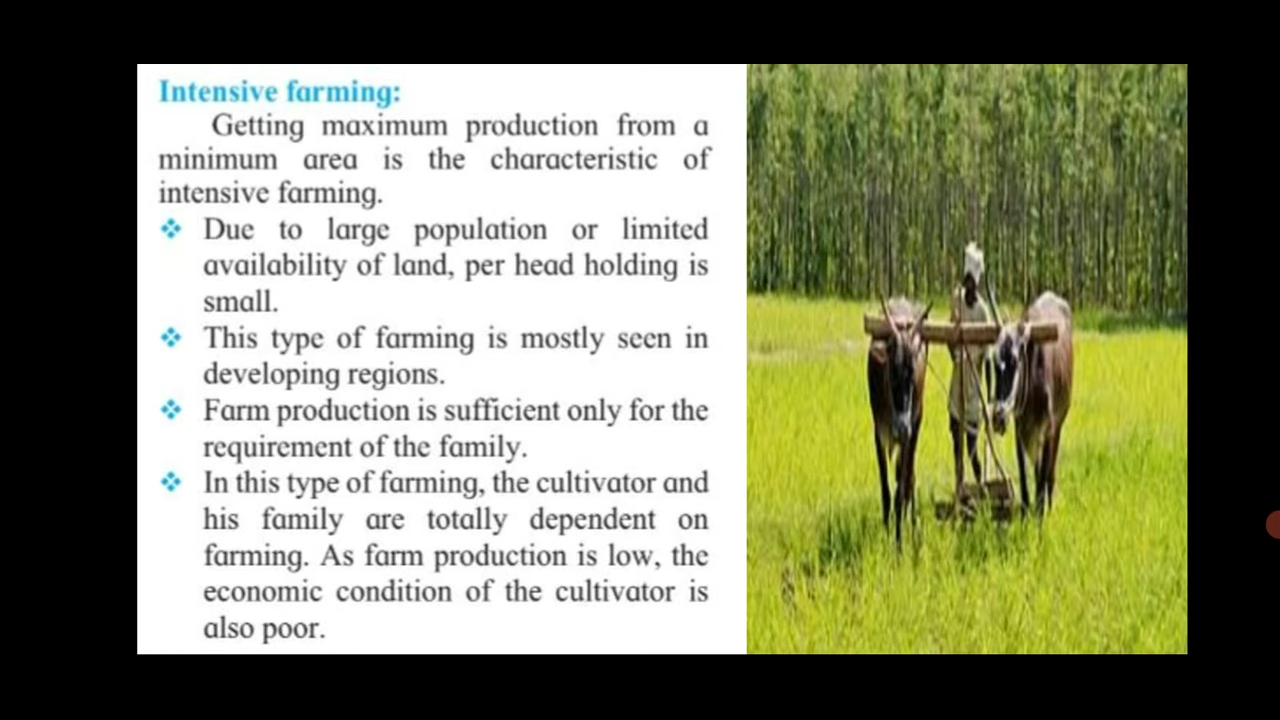 Intensive farming:
Getting maximum production from a
minimum area is the characteristic of
intensive farming.
❖ Due to large population or limited
availability of land, per head holding is
small.
❖ This type of farming is mostly seen in
developing regions.
❖ Farm production is sufficient only for the
requirement of the family.
❖ In this type of farming, the cultivator and
his family are totally dependent on
farming. As farm production is low, the
economic condition of the cultivator is
also poor.